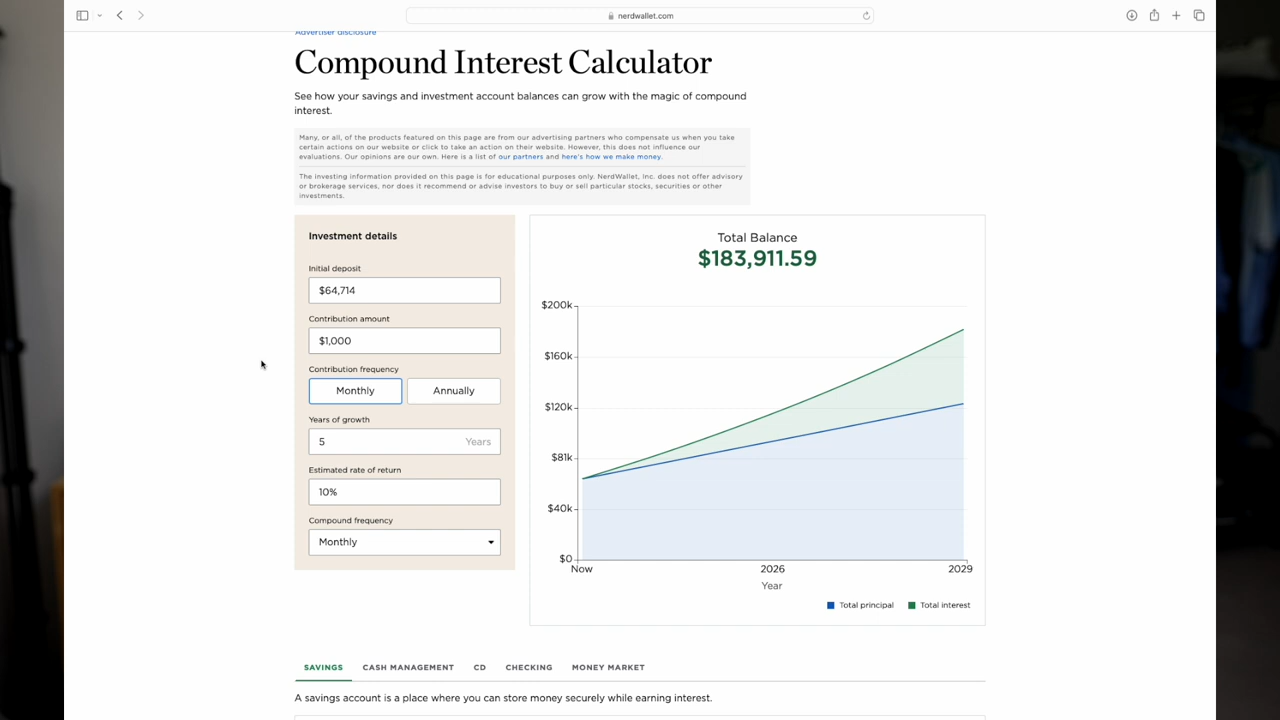 nerdwallet.com
Advertiser disclosure
Compound Interest Calculator
See how your savings and investment account balances can grow with the magic of compound
interest.
Many, or all, of the products featured on this page are from our advertising partners who compensate us when you take
certain actions on our website or click to take an action on their website. However, this does not influence our
evaluations. Our opinions are our own. Here is a list of our partners and here's how we make money.
The investing information provided on this page is for educational purposes only. NerdWallet, Inc. does not offer advisory
or brokerage services, nor does it recommend or advise investors to buy or sell particular stocks, securities or other
investments.
Investment details
Initial deposit
$64,714
Contribution amount
$1,000
Contribution frequency
Monthly Annually
Years of growth
5 Years
Estimated rate of return
10%
Compound frequency
Monthly
Total Balance
$183,911.59
$200k
$160k
$120k
$81k
$40k
$0
Now 2026 2029
Year
Total principal Total interest
SAVINGS CASH MANAGEMENT CD CHECKING MONEY MARKET
A savings account is a place where you can store money securely while earning interest.